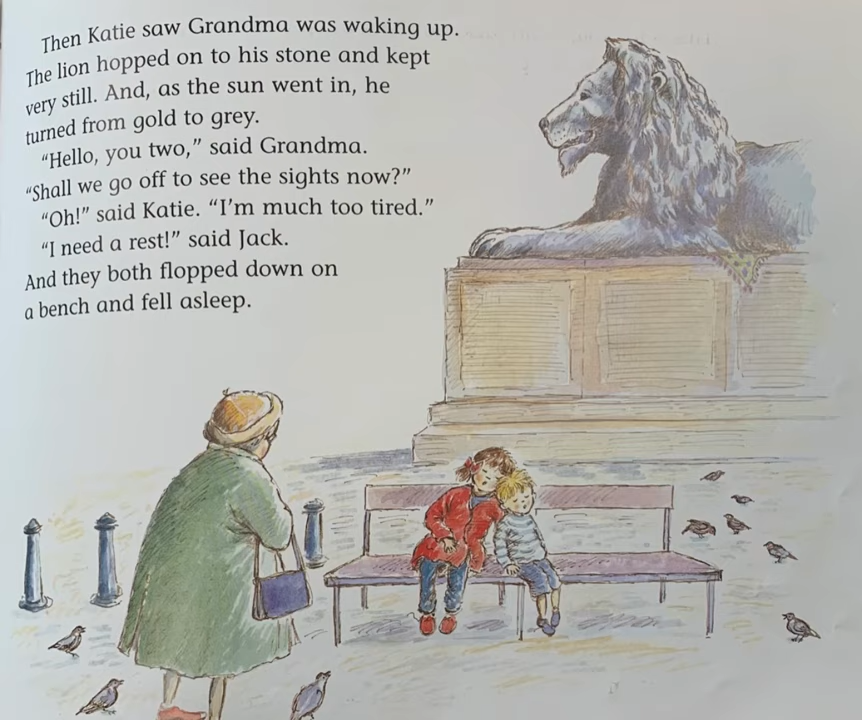 Then Katie saw Grandma was waking up.
The lion hopped on to his stone and kept
very still. And, as the sun went in, he
turned from gold to grey.
“Hello, you two,” said Grandma.
“Shall we go off to see the sights now?”
“Oh!” said Katie. “I’m much too tired.”
“I need a rest!” said Jack.
And they both flopped down on
a bench and fell asleep.